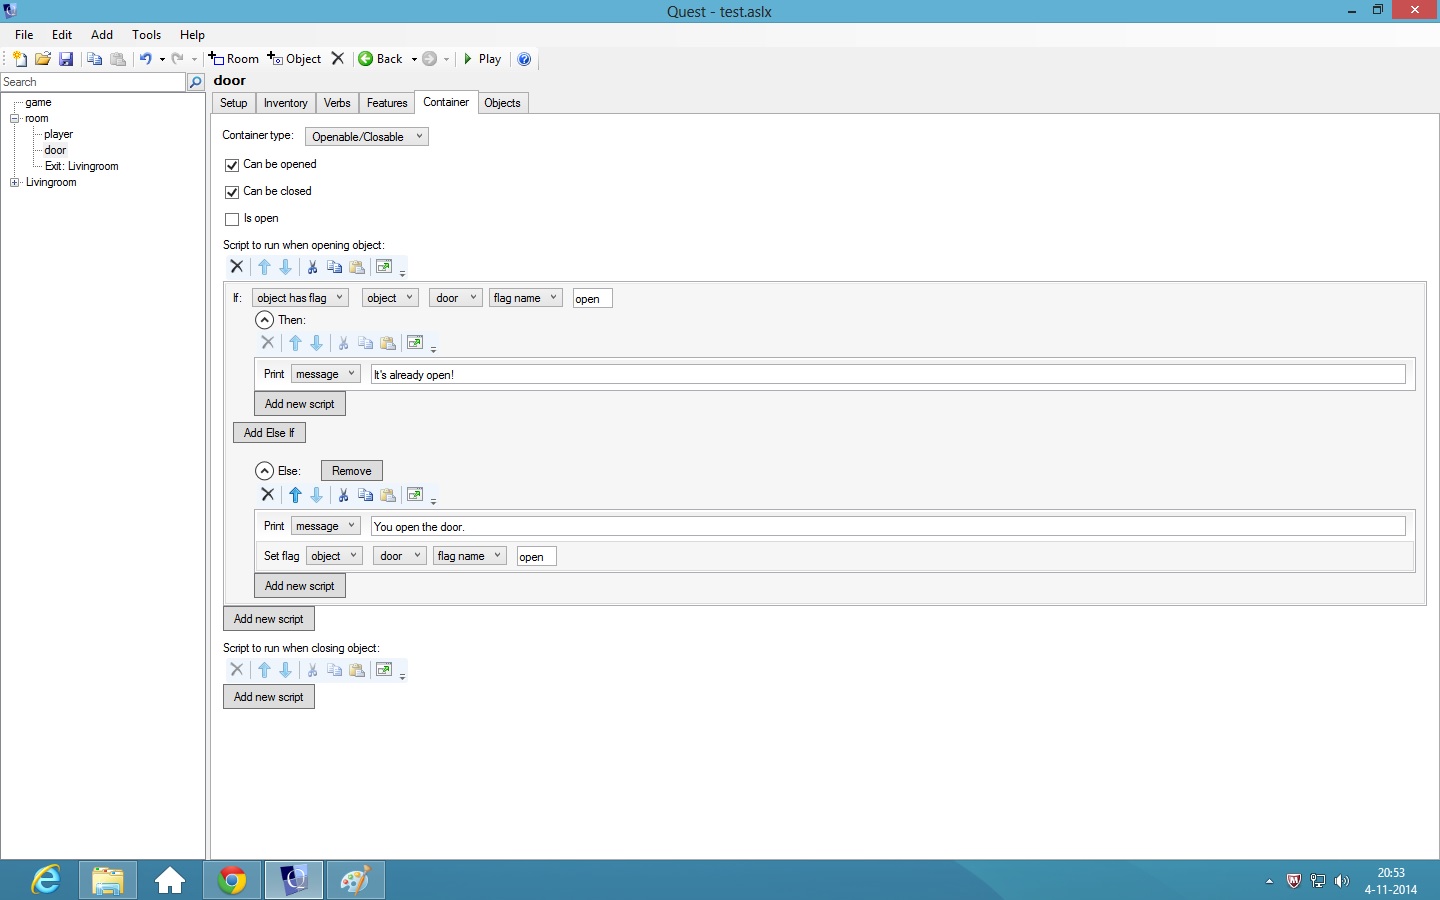 Quest - test.aslx
File Edit Add Tools Help
Room Object Back Play
Search
game
room
player
door
Exit: Livingroom
Livingroom
door
Setup Inventory Verbs Features Container Objects
Container type: Openable/Closable
Can be opened
Can be closed
Is open
Script to run when opening object:
If: object has flag object door flag name open
Then:
Print message It's already open!
Add new script
Add Else If
Else: Remove
Print message You open the door.
Set flag object door flag name open
Add new script
Add new script
Script to run when closing object:
Add new script
20:53
4-11-2014